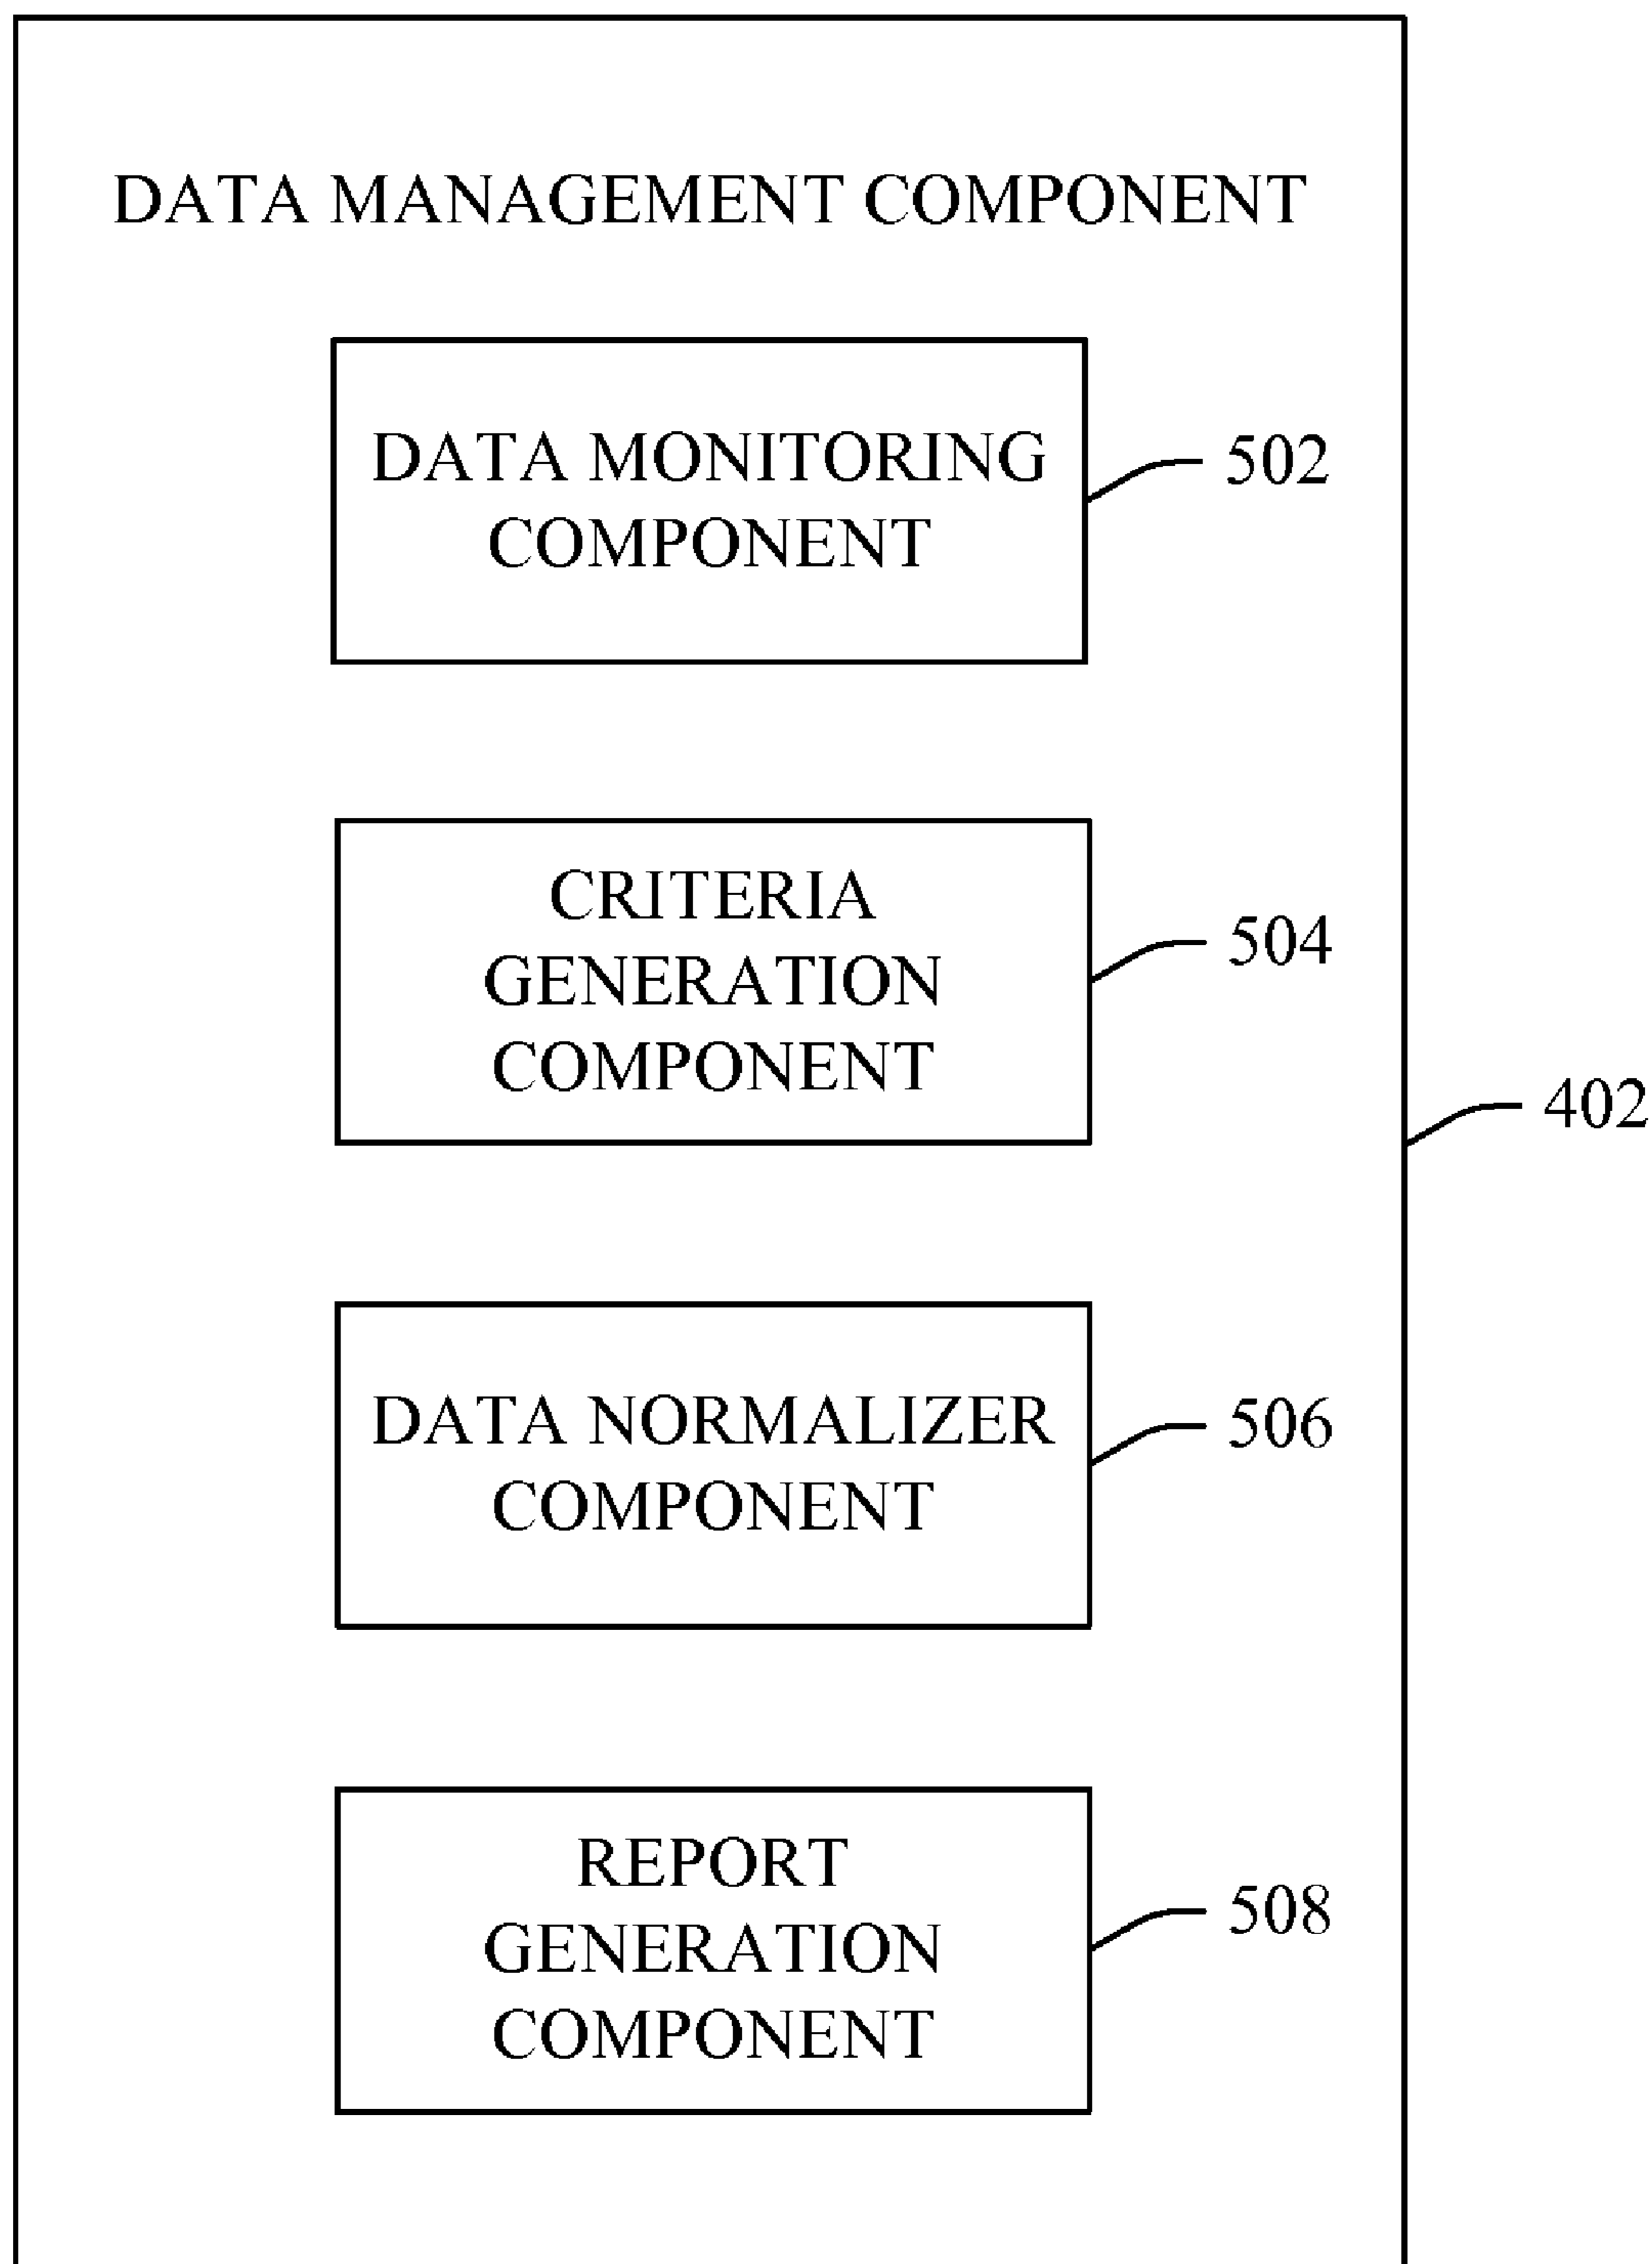 DATA MANAGEMENT COMPONENT
DATA MONITORING
COMPONENT
502
CRITERIA
GENERATION
COMPONENT
504
402
DATA NORMALIZER
COMPONENT
506
REPORT
GENERATION
COMPONENT
508